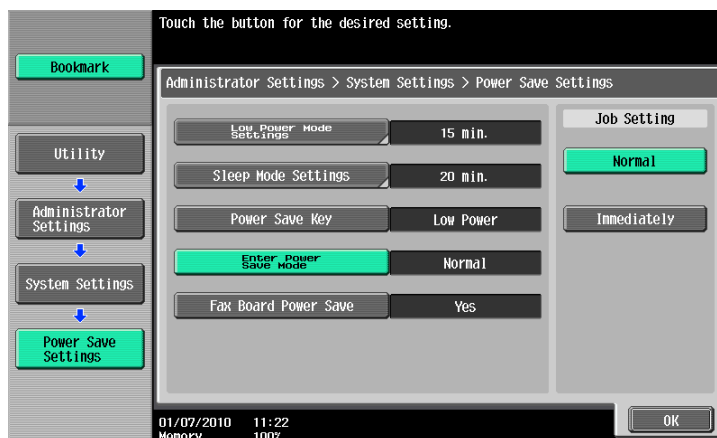 Touch the button for the desired setting.
Bookmark
Administrator Settings > System Settings > Power Save Settings
Utility
Administrator
Settings
System Settings
Power Save
Settings
Low Power Mode
Settings
15 min.
Sleep Mode Settings
20 min.
Power Save Key
Low Power
Enter Power
Save Mode
Normal
Fax Board Power Save
Yes
Job Setting
Normal
Immediately
01/07/2010 11:22
Memory 100%
OK